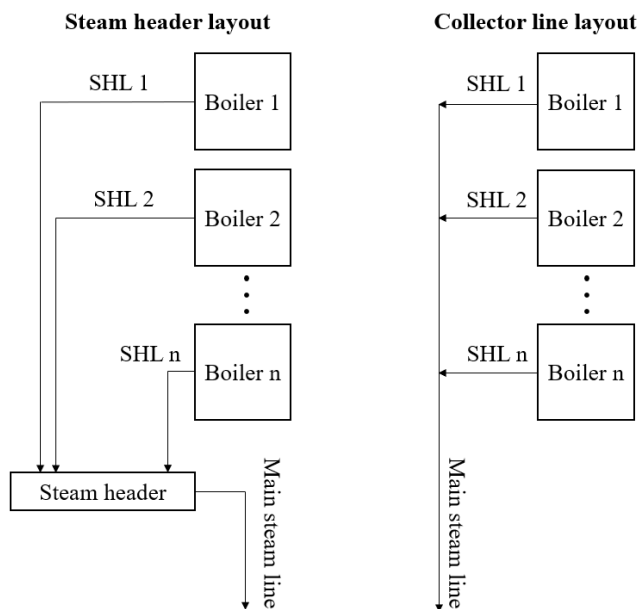 Steam header layout
SHL 1
Boiler 1
SHL 2
Boiler 2
SHL n
Boiler n
Steam header
Main steam line
Collector line layout
SHL 1
Boiler 1
SHL 2
Boiler 2
SHL n
Boiler n
Main steam line